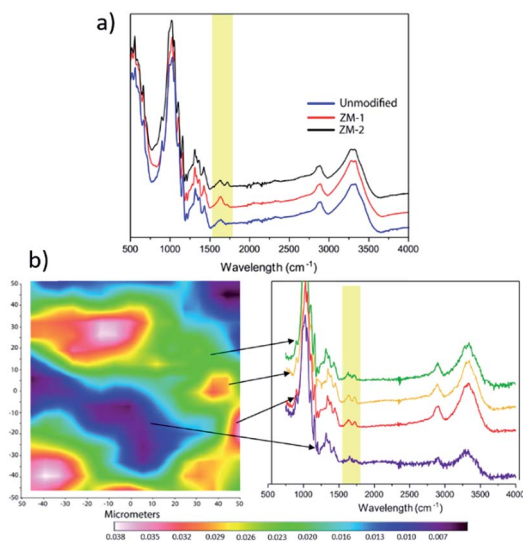 a)
Unmodified
ZM-1
ZM-2
500 1000 1500 2000 2500 3000 3500 4000
Wavelength (cm⁻¹)
b)
50
40
30
20
10
0
-10
-20
-30
-40
-50
-40 -30 -20 -10 0 10 20 30 40 50
Micrometers
500 1000 1500 2000 2500 3000 3500 4000
0.038 0.035 0.032 0.029 0.026 0.023 0.020 0.016 0.013 0.010 0.007